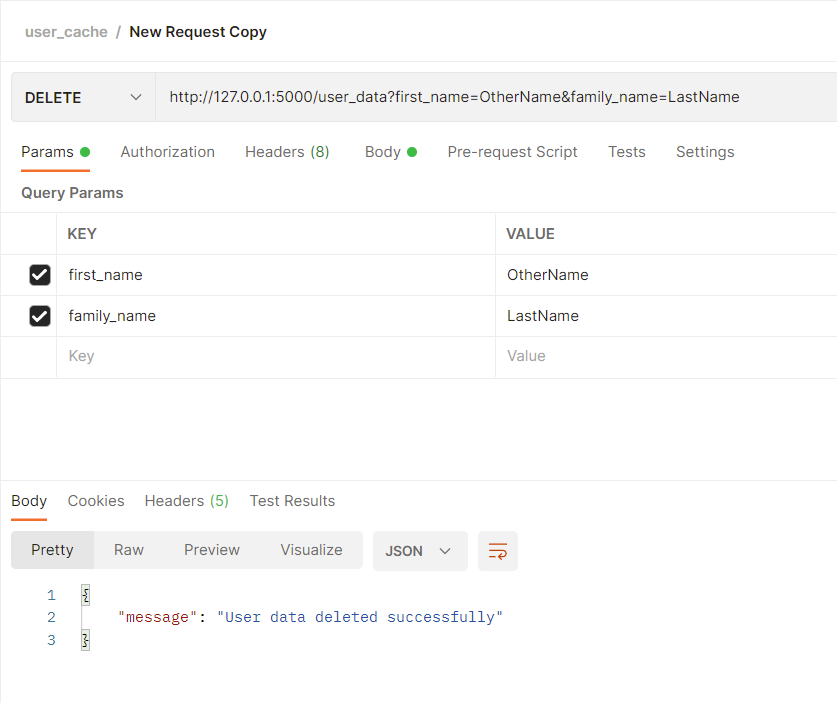 user_cache / New Request Copy
DELETE http://127.0.0.1:5000/user_data?first_name=OtherName&family_name=LastName
Params Authorization Headers (8) Body Pre-request Script Tests Settings
Query Params
KEY VALUE
first_name OtherName
family_name LastName
Key Value
Body Cookies Headers (5) Test Results
Pretty Raw Preview Visualize JSON
1 {
2 "message": "User data deleted successfully"
3 }